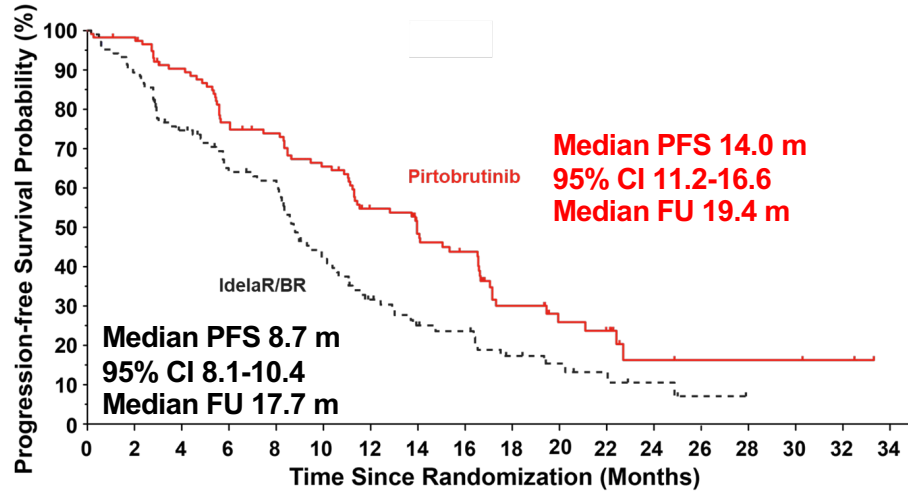 Progression-free Survival Probability (%)
100
90
80
70
60
50
40
30
20
10
0
Pirtobrutinib
Median PFS 14.0 m
95% CI 11.2-16.6
Median FU 19.4 m
IdelaR/BR
Median PFS 8.7 m
95% CI 8.1-10.4
Median FU 17.7 m
0 2 4 6 8 10 12 14 16 18 20 22 24 26 28 30 32 34
Time Since Randomization (Months)